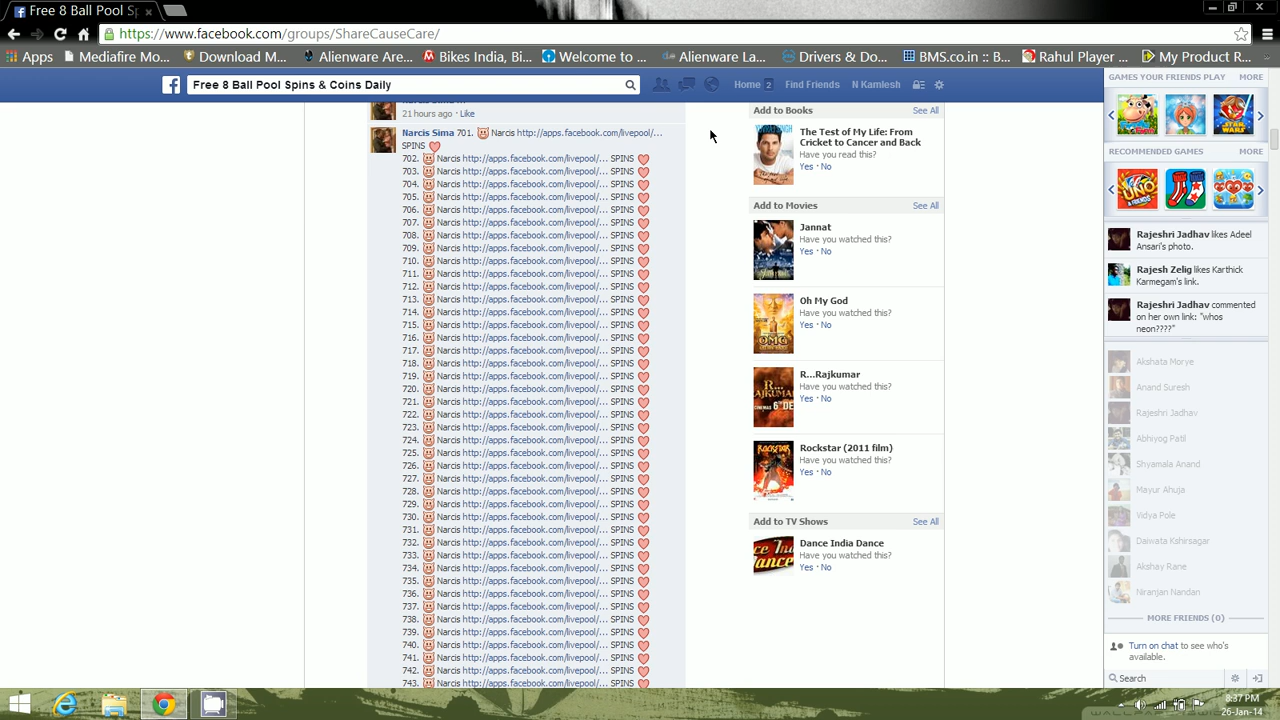 Free 8 Ball Pool Spins &
https://www.facebook.com/groups/ShareCauseCare/
Apps
Mediafire Mo...
Download M...
Alienware Are...
Bikes India, B...
Welcome to ...
Alienware La...
Drivers & Do...
BMS.co.in :: B...
Rahul Player ...
My Product R...
Free 8 Ball Pool Spins & Coins Daily
Home 2
Find Friends
N Kamlesh
21 hours ago · Like
Narcis Sima 701. Narcis http://apps.facebook.com/livepool/...
SPINS
702. Narcis http://apps.facebook.com/livepool/... SPINS
703. Narcis http://apps.facebook.com/livepool/... SPINS
704. Narcis http://apps.facebook.com/livepool/... SPINS
705. Narcis http://apps.facebook.com/livepool/... SPINS
706. Narcis http://apps.facebook.com/livepool/... SPINS
707. Narcis http://apps.facebook.com/livepool/... SPINS
708. Narcis http://apps.facebook.com/livepool/... SPINS
709. Narcis http://apps.facebook.com/livepool/... SPINS
710. Narcis http://apps.facebook.com/livepool/... SPINS
711. Narcis http://apps.facebook.com/livepool/... SPINS
712. Narcis http://apps.facebook.com/livepool/... SPINS
713. Narcis http://apps.facebook.com/livepool/... SPINS
714. Narcis http://apps.facebook.com/livepool/... SPINS
715. Narcis http://apps.facebook.com/livepool/... SPINS
716. Narcis http://apps.facebook.com/livepool/... SPINS
717. Narcis http://apps.facebook.com/livepool/... SPINS
718. Narcis http://apps.facebook.com/livepool/... SPINS
719. Narcis http://apps.facebook.com/livepool/... SPINS
720. Narcis http://apps.facebook.com/livepool/... SPINS
721. Narcis http://apps.facebook.com/livepool/... SPINS
722. Narcis http://apps.facebook.com/livepool/... SPINS
723. Narcis http://apps.facebook.com/livepool/... SPINS
724. Narcis http://apps.facebook.com/livepool/... SPINS
725. Narcis http://apps.facebook.com/livepool/... SPINS
726. Narcis http://apps.facebook.com/livepool/... SPINS
727. Narcis http://apps.facebook.com/livepool/... SPINS
728. Narcis http://apps.facebook.com/livepool/... SPINS
729. Narcis http://apps.facebook.com/livepool/... SPINS
730. Narcis http://apps.facebook.com/livepool/... SPINS
731. Narcis http://apps.facebook.com/livepool/... SPINS
732. Narcis http://apps.facebook.com/livepool/... SPINS
733. Narcis http://apps.facebook.com/livepool/... SPINS
734. Narcis http://apps.facebook.com/livepool/... SPINS
735. Narcis http://apps.facebook.com/livepool/... SPINS
736. Narcis http://apps.facebook.com/livepool/... SPINS
737. Narcis http://apps.facebook.com/livepool/... SPINS
738. Narcis http://apps.facebook.com/livepool/... SPINS
739. Narcis http://apps.facebook.com/livepool/... SPINS
740. Narcis http://apps.facebook.com/livepool/... SPINS
741. Narcis http://apps.facebook.com/livepool/... SPINS
742. Narcis http://apps.facebook.com/livepool/... SPINS
743. Narcis http://apps.facebook.com/livepool/... SPINS
Add to Books See All
The Test of My Life: From
Cricket to Cancer and Back
Have you read this?
Yes · No
Add to Movies See All
Jannat
Have you watched this?
Yes · No
Oh My God
Have you watched this?
Yes · No
R...Rajkumar
Have you watched this?
Yes · No
Rockstar (2011 film)
Have you watched this?
Yes · No
Add to TV Shows See All
Dance India Dance
Have you watched this?
Yes · No
GAMES YOUR FRIENDS PLAY MORE
RECOMMENDED GAMES MORE
Rajeshri Jadhav likes Adeel
Ansari's photo.
Rajesh Zelig likes Karthick
Karmegam's link.
Rajeshri Jadhav commented
on her own link: "whos
neon????"
Akshata Morye
Anand Suresh
Rajeshri Jadhav
Abhiyog Patil
Shyamala Anand
Mayur Ahuja
Vidya Pole
Daiwata Kshirsagar
Akshay Rane
Niranjan Nandan
MORE FRIENDS (0)
Turn on chat to see who's
available.
Search
8:37 PM
26-Jan-14